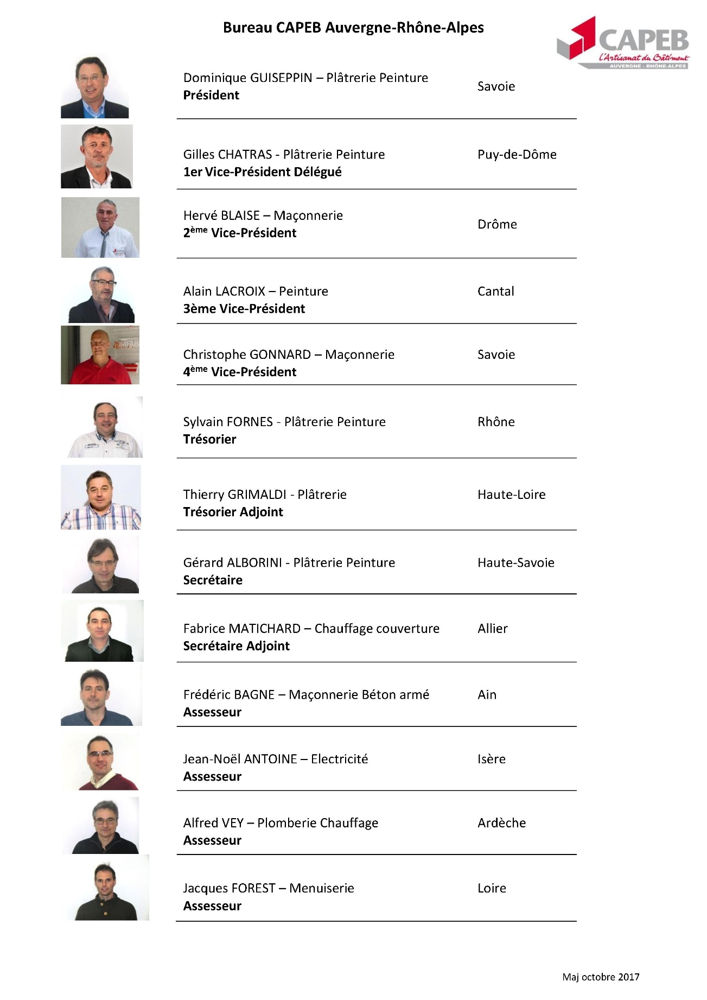 Bureau CAPEB Auvergne-Rhône-Alpes
CAPEB
L'Artisanat du Bâtiment
AUVERGNE - RHÔNE-ALPES
Dominique GUISEPPIN – Plâtrerie Peinture
Président
Savoie
Gilles CHATRAS - Plâtrerie Peinture
Puy-de-Dôme
1er Vice-Président Délégué
Hervé BLAISE – Maçonnerie
2ème Vice-Président
Drôme
Alain LACROIX – Peinture
Cantal
3ème Vice-Président
Christophe GONNARD – Maçonnerie
Savoie
4ème Vice-Président
Sylvain FORNES - Plâtrerie Peinture
Rhône
Trésorier
Thierry GRIMALDI - Plâtrerie
Haute-Loire
Trésorier Adjoint
Gérard ALBORINI - Plâtrerie Peinture
Haute-Savoie
Secrétaire
Fabrice MATICHARD – Chauffage couverture
Allier
Secrétaire Adjoint
Frédéric BAGNE – Maçonnerie Béton armé
Ain
Assesseur
Jean-Noël ANTOINE – Electricité
Isère
Assesseur
Alfred VEY – Plomberie Chauffage
Ardèche
Assesseur
Jacques FOREST – Menuiserie
Loire
Assesseur
Maj octobre 2017